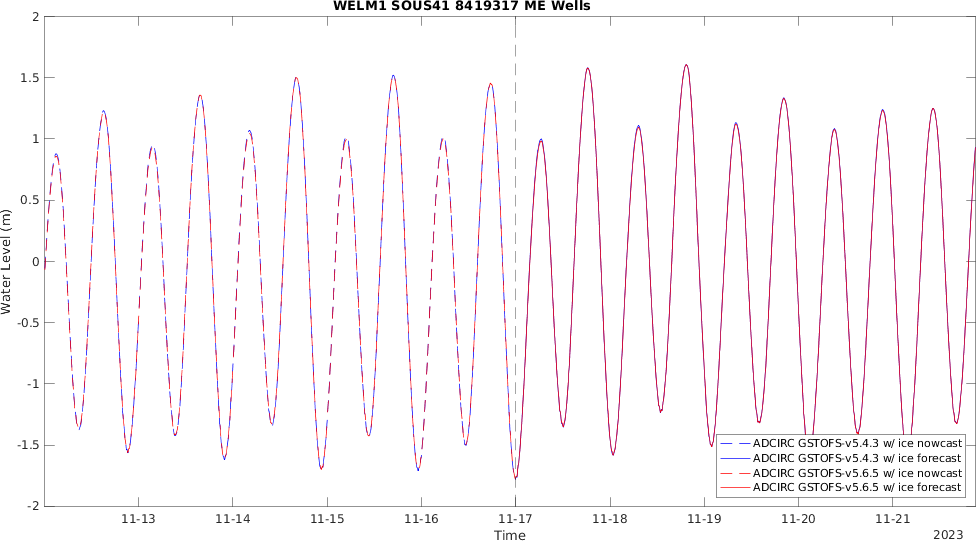 WELM1 SOUS41 8419317 ME Wells
2
1.5
1
0.5
0
-0.5
-1
-1.5
-2
Water Level (m)
11-13 11-14 11-15 11-16 11-17 11-18 11-19 11-20 11-21
Time
2023
ADCIRC GSTOFS-v5.4.3 w/ ice nowcast
ADCIRC GSTOFS-v5.4.3 w/ ice forecast
ADCIRC GSTOFS-v5.6.5 w/ ice nowcast
ADCIRC GSTOFS-v5.6.5 w/ ice forecast